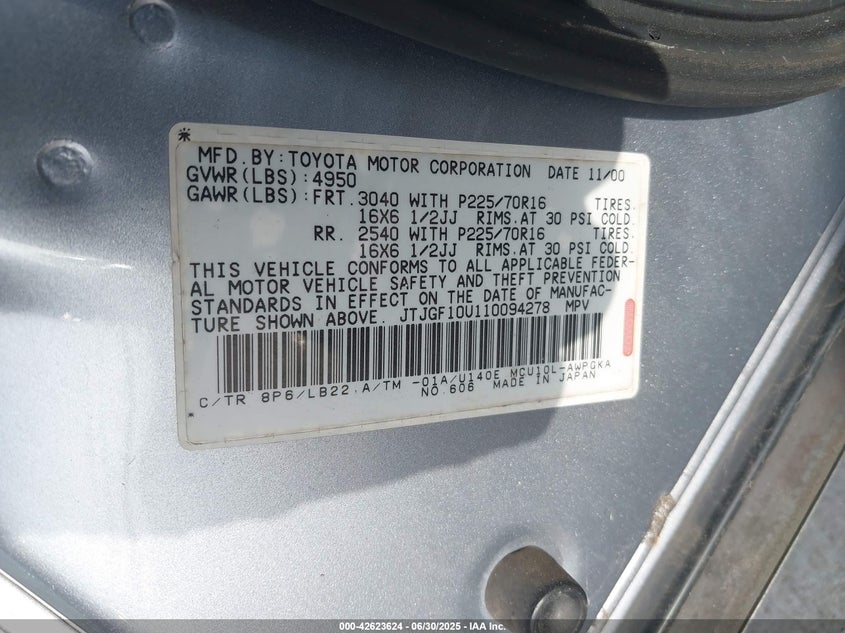 MFD.BY:TOYOTA MOTOR CORPORATION DATE 11/00
GVWR(LBS):4950
GAWR(LBS):FRT.3040 WITH P225/70R16 TIRES.
16X6 1/2JJ RIMS.AT 30 PSI COLD.
RR. 2540 WITH P225/70R16 TIRES.
16X6 1/2JJ RIMS.AT 30 PSI COLD.
THIS VEHICLE CONFORMS TO ALL APPLICABLE FEDER-
AL MOTOR VEHICLE SAFETY AND THEFT PREVENTION
STANDARDS IN EFFECT ON THE DATE OF MANUFAC-
TURE SHOWN ABOVE. JTJGF10U110094278 MPV
C/TR 8P6/LB22 A/TM -01A/U140E MCU10L-AWPGKA
NO.606 MADE IN JAPAN
000-42623624 / 06/30/2025 - IAA Inc.